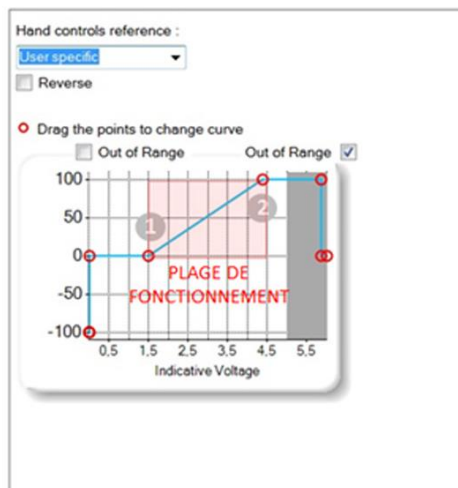 Hand controls reference :
User specific
Reverse
Drag the points to change curve
Out of Range Out of Range
100
1 2
50
0
PLAGE DE
-50 FONCTIONNEMENT
-100
0,5 1,5 2,5 3,5 4,5 5,5
Indicative Voltage